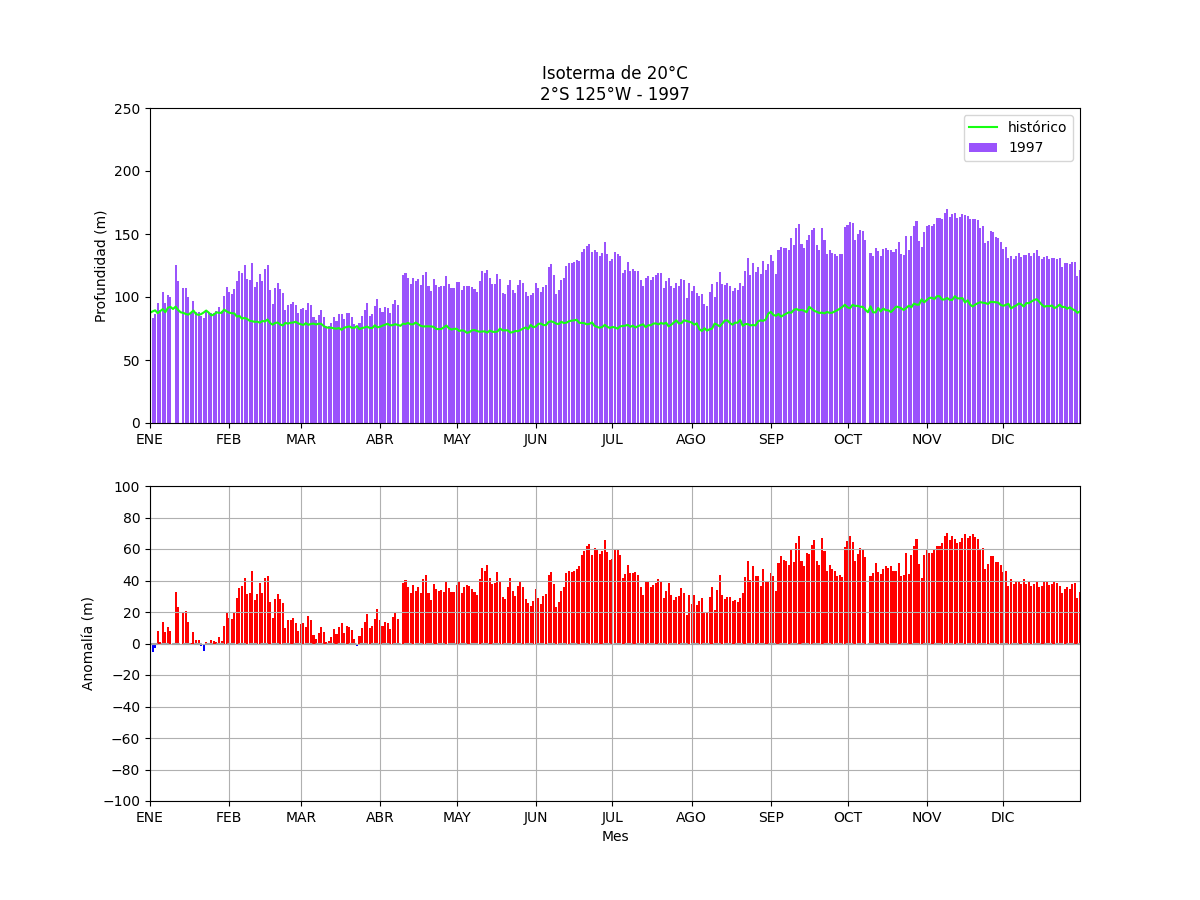 Isoterma de 20°C
2°S 125°W - 1997
250
200
150
100
50
0
Profundidad (m)
histórico
1997
ENE FEB MAR ABR MAY JUN JUL AGO SEP OCT NOV DIC
100
80
60
40
20
0
−20
−40
−60
−80
−100
Anomalía (m)
ENE FEB MAR ABR MAY JUN JUL AGO SEP OCT NOV DIC
Mes